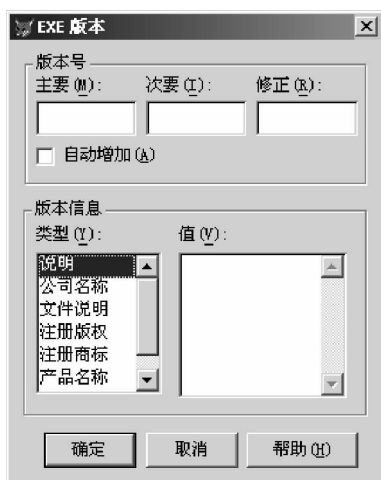 EXE 版本
版本号
主要(M): 次要(I): 修正(R):
自动增加(A)
版本信息
类型(Y): 值(V):
说明
公司名称
文件说明
注册版权
注册商标
产品名称
确定 取消 帮助(H)